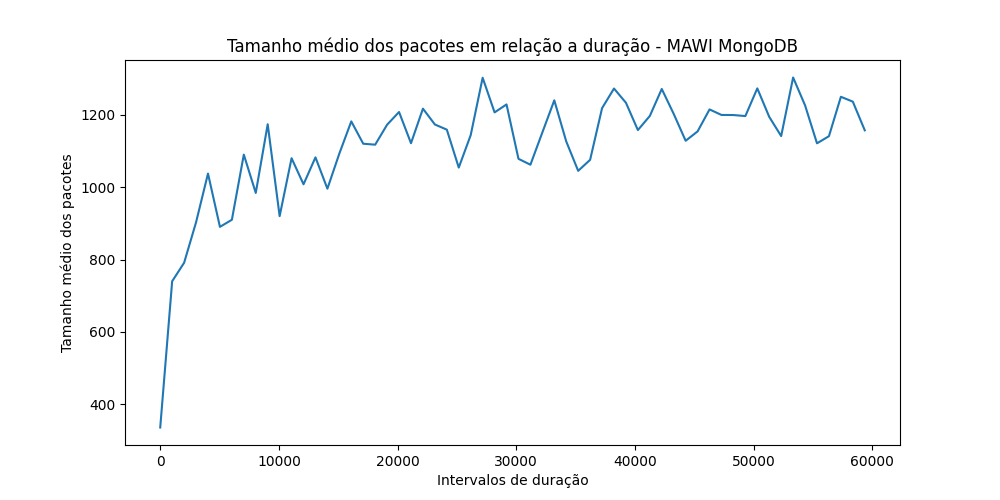 Tamanho médio dos pacotes em relação a duração - MAWI MongoDB
Tamanho médio dos pacotes
1200
1000
800
600
400
0 10000 20000 30000 40000 50000 60000
Intervalos de duração